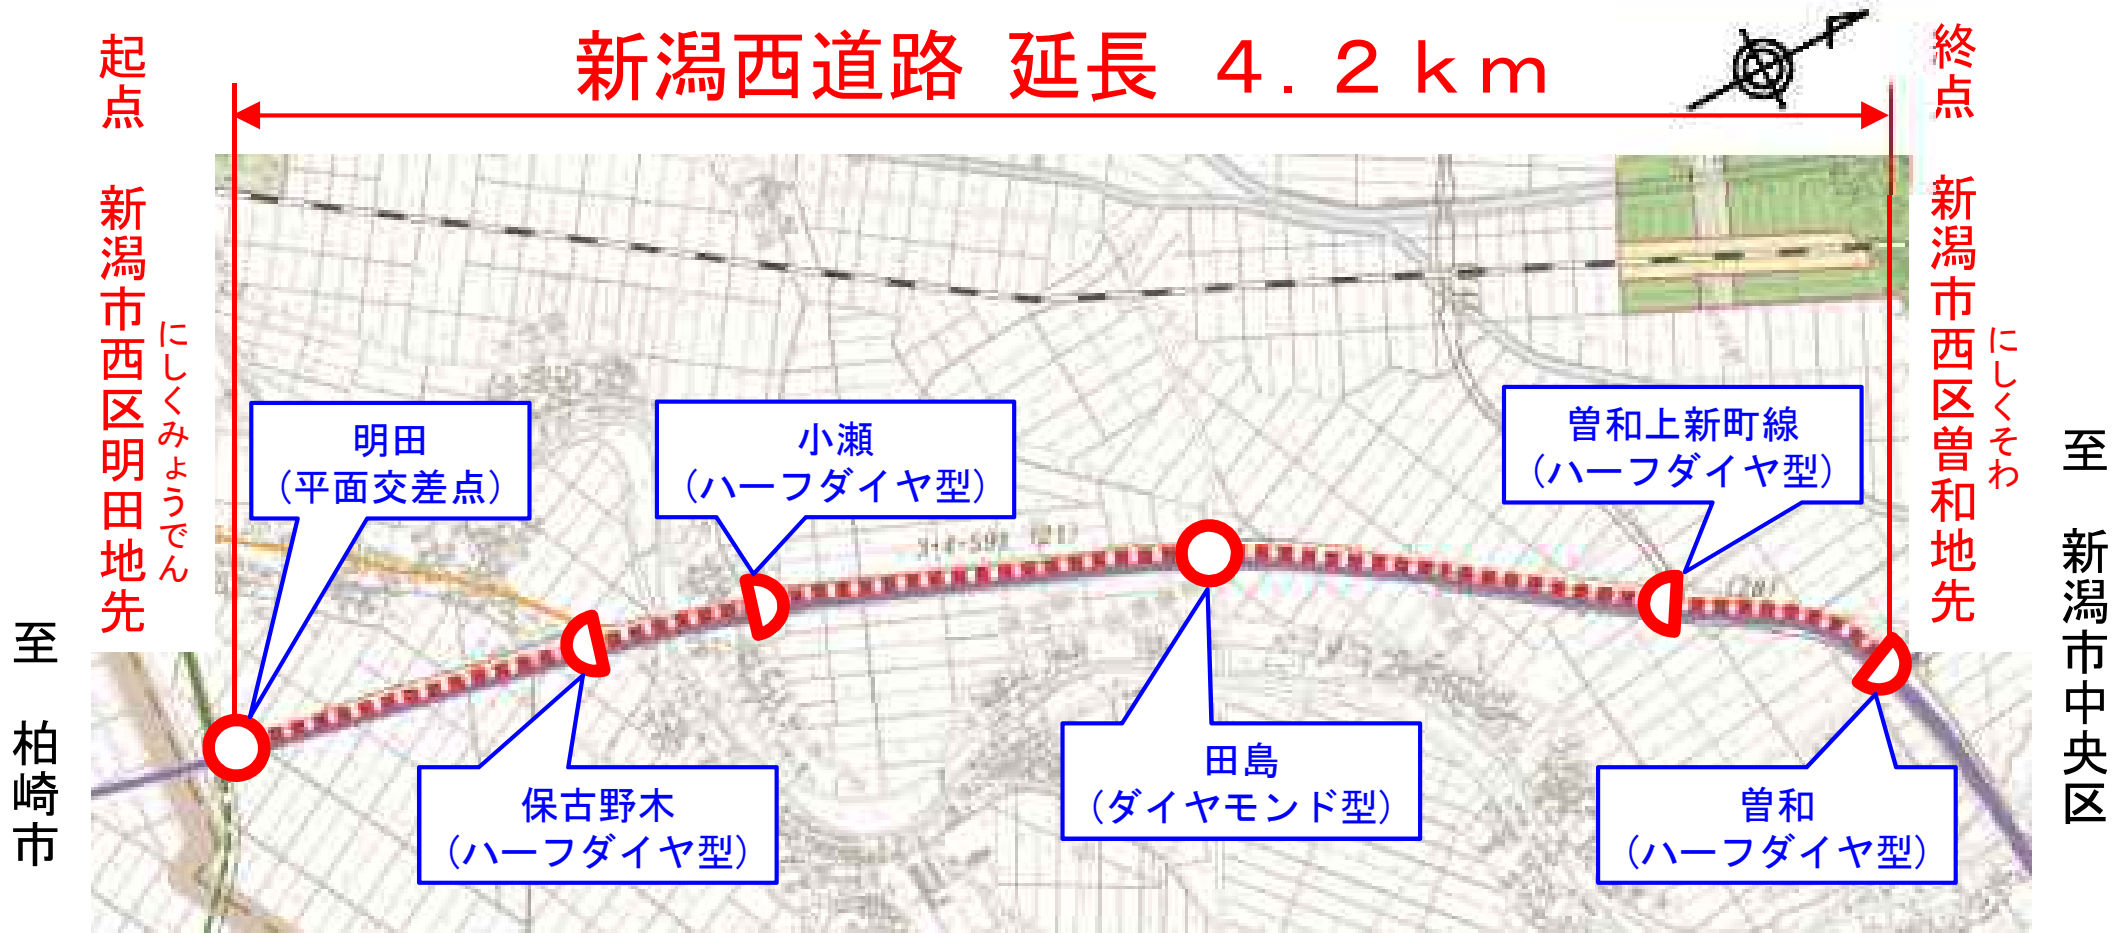 新潟西道路 延長 4.2km
起点 新潟市西区明田地先
にしくみょうでん
終点 新潟市西区曽和地先
にしくそわ
至 柏崎市
至 新潟市中央区
明田
(平面交差点)
小瀬
(ハーフダイヤ型)
曽和上新町線
(ハーフダイヤ型)
保古野木
(ハーフダイヤ型)
田島
(ダイヤモンド型)
曽和
(ハーフダイヤ型)